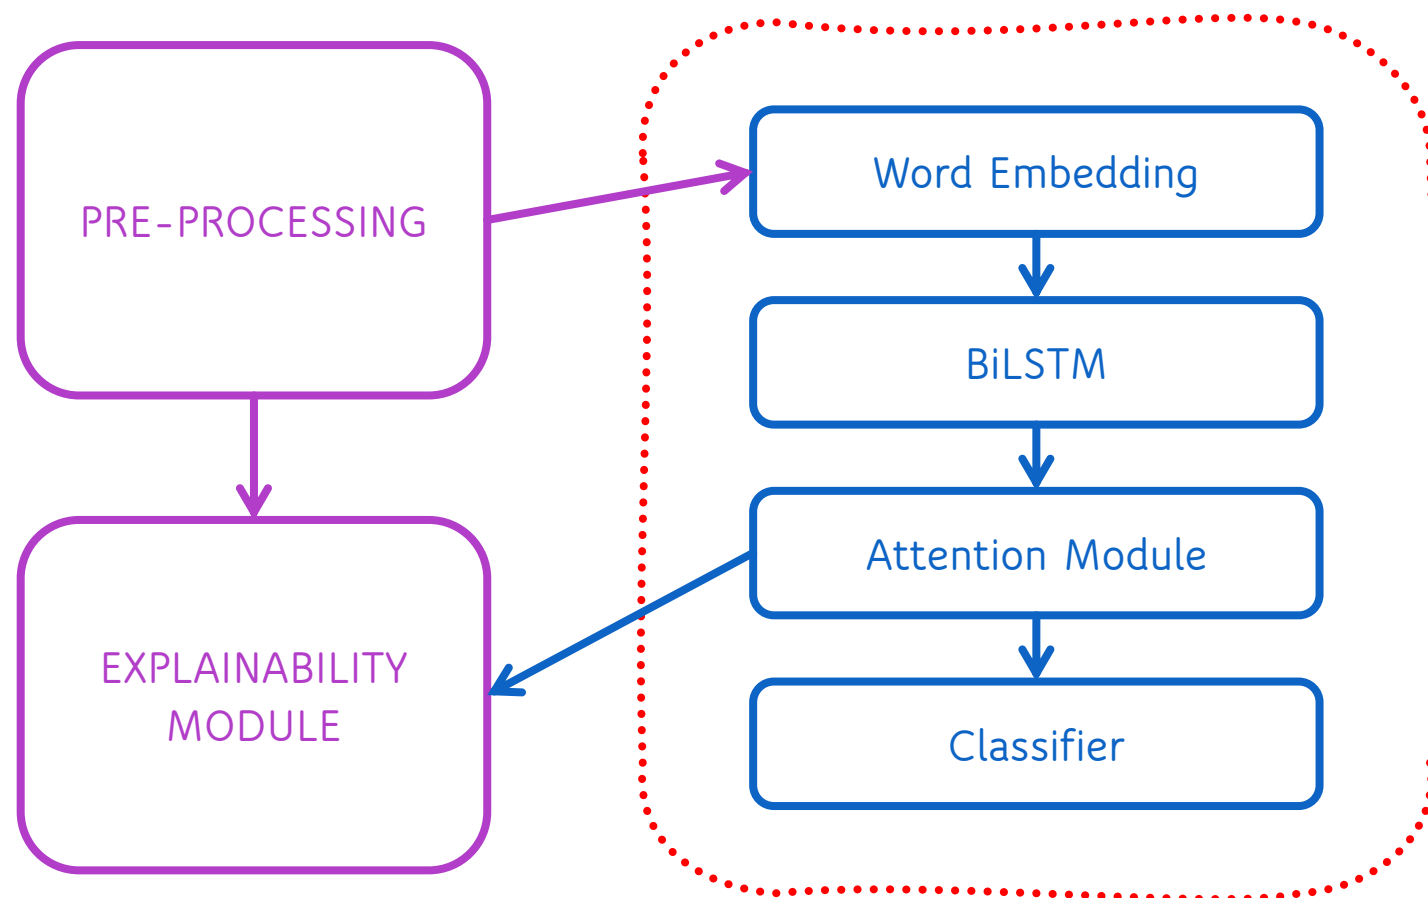 PRE-PROCESSING
EXPLAINABILITY
MODULE
Word Embedding
BiLSTM
Attention Module
Classifier